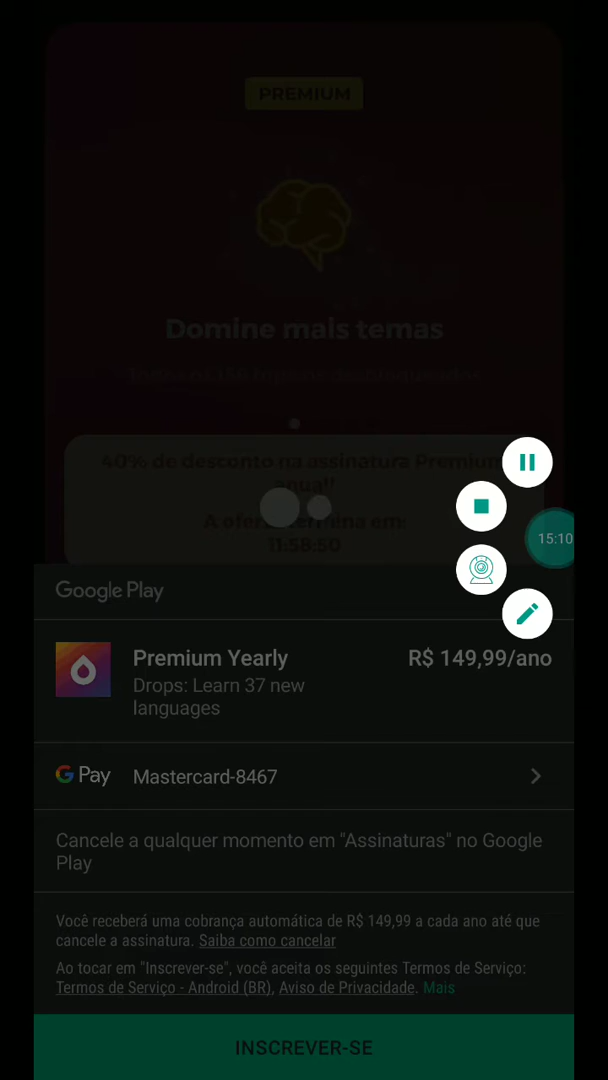 PREMIUM
Domine mais temas
40% de desconto na assinatura Premium
A oferta termina em:
11:58:50
15:10
Google Play
Premium Yearly
R$ 149,99/ano
Drops: Learn 37 new
languages
G Pay
Mastercard-8467
Cancele a qualquer momento em "Assinaturas" no Google
Play
Você receberá uma cobrança automática de R$ 149,99 a cada ano até que
cancele a assinatura. Saiba como cancelar
Ao tocar em "Inscrever-se", você aceita os seguintes Termos de Serviço:
Termos de Serviço - Android (BR), Aviso de Privacidade. Mais
INSCREVER-SE